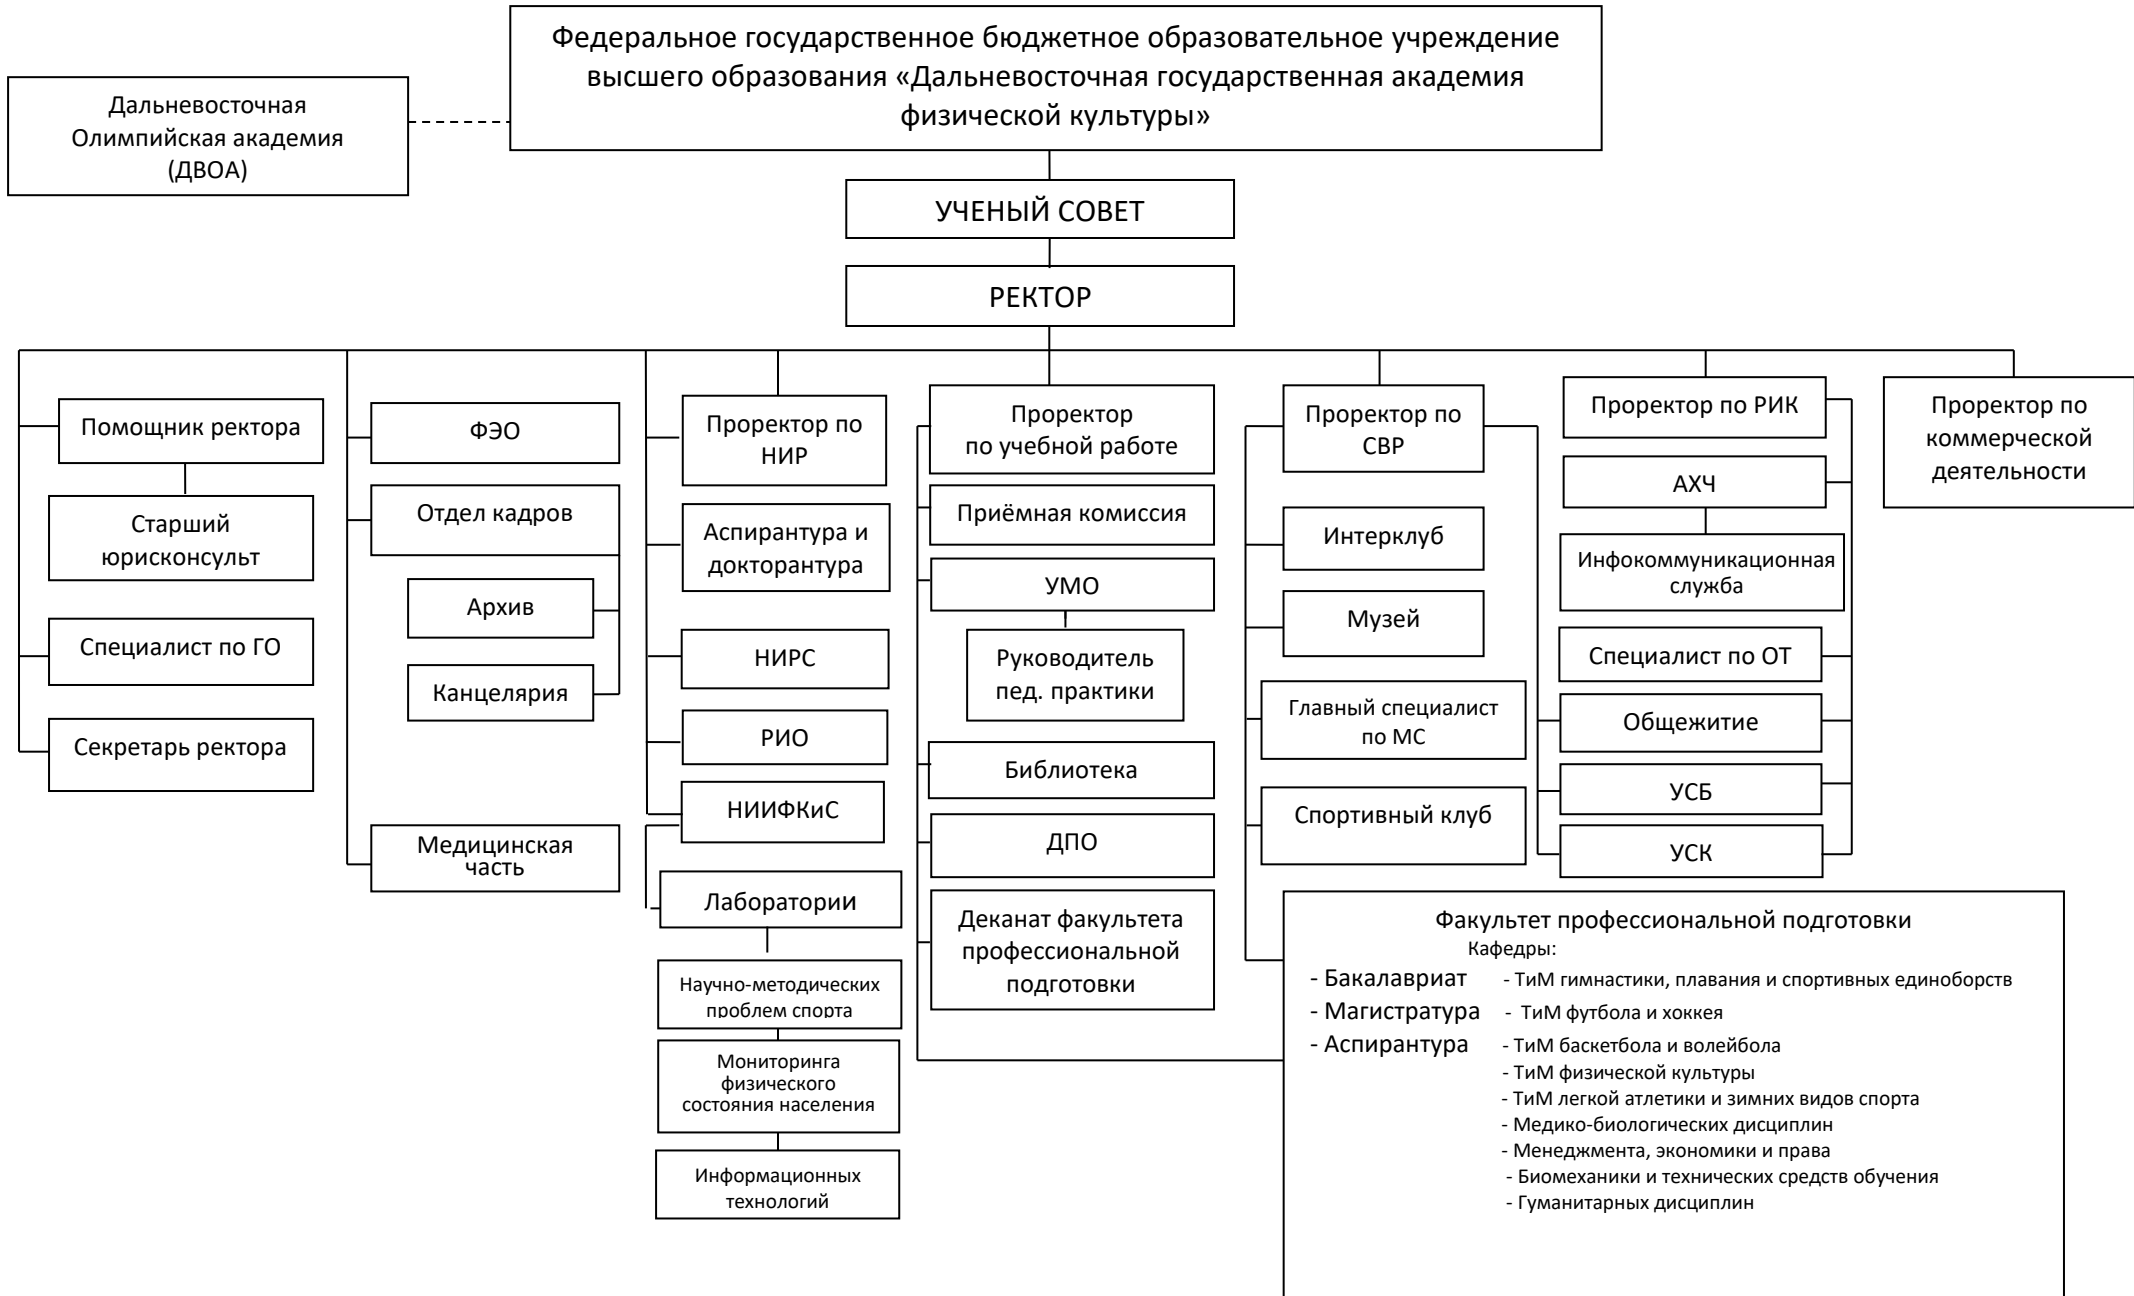 Федеральное государственное бюджетное образовательное учреждение
высшего образования «Дальневосточная государственная академия
физической культуры»
Дальневосточная
Олимпийская академия
(ДВОА)
УЧЕНЫЙ СОВЕТ
РЕКТОР
Помощник ректора
Старший
юрисконсульт
Специалист по ГО
Секретарь ректора
ФЭО
Отдел кадров
Архив
Канцелярия
Медицинская
часть
Проректор по
НИР
Аспирантура и
докторантура
НИРС
РИО
НИИФКиС
Лаборатории
Научно-методических
проблем спорта
Мониторинга
физического
состояния населения
Информационных
технологий
Проректор
по учебной работе
Приёмная комиссия
УМО
Руководитель
пед. практики
Библиотека
ДПО
Деканат факультета
профессиональной
подготовки
Проректор по
СВР
Интерклуб
Музей
Главный специалист
по МС
Спортивный клуб
Проректор по РИК
АХЧ
Инфокоммуникационная
служба
Специалист по ОТ
Общежитие
УСБ
УСК
Проректор по
коммерческой
деятельности
Факультет профессиональной подготовки
Кафедры:
- Бакалавриат - ТиМ гимнастики, плавания и спортивных единоборств
- Магистратура - ТиМ футбола и хоккея
- Аспирантура - ТиМ баскетбола и волейбола
- ТиМ физической культуры
- ТиМ легкой атлетики и зимних видов спорта
- Медико-биологических дисциплин
- Менеджмента, экономики и права
- Биомеханики и технических средств обучения
- Гуманитарных дисциплин